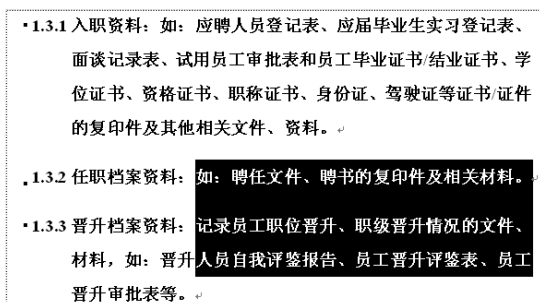 ▪1.3.1 入职资料：如：应聘人员登记表、应届毕业生实习登记表、
面谈记录表、试用员工审批表和员工毕业证书/结业证书、学
位证书、资格证书、职称证书、身份证、驾驶证等证书/证件
的复印件及其他相关文件、资料。
▪1.3.2 任职档案资料：如：聘任文件、聘书的复印件及相关材料。
▪1.3.3 晋升档案资料：记录员工职位晋升、职级晋升情况的文件、
材料，如：晋升人员自我评鉴报告、员工晋升评鉴表、员工
晋升审批表等。